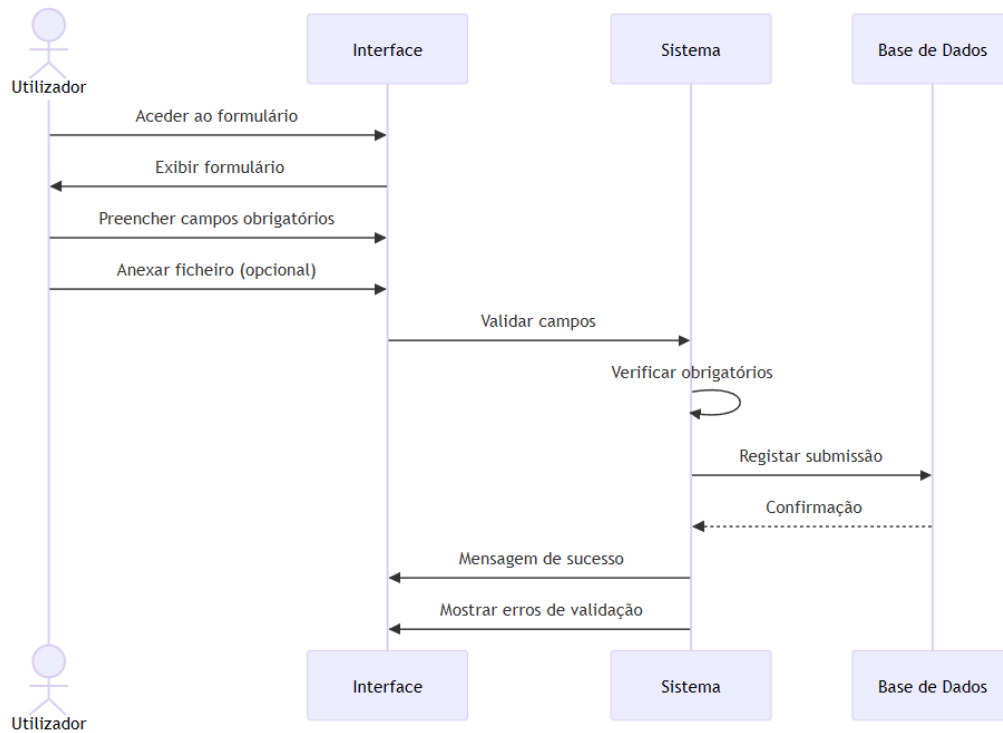 Interface
Sistema
Base de Dados
Utilizador
Aceder ao formulário
Exibir formulário
Preencher campos obrigatórios
Anexar ficheiro (opcional)
Validar campos
Verificar obrigatórios
Registar submissão
Confirmação
Mensagem de sucesso
Mostrar erros de validação
Interface
Sistema
Base de Dados
Utilizador